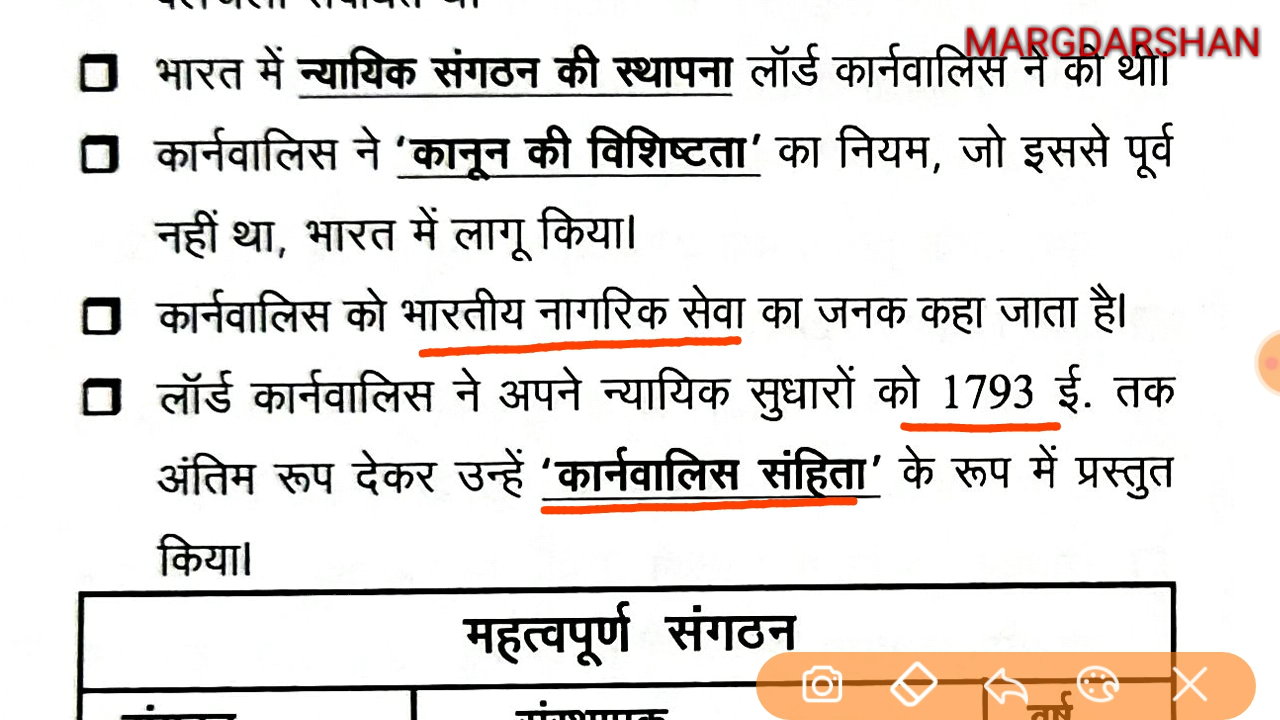 MARGDARSHAN
भारत में न्यायिक संगठन की स्थापना लॉर्ड कार्नवालिस ने की थी।
कार्नवालिस ने ‘कानून की विशिष्टता’ का नियम, जो इससे पूर्व
नहीं था, भारत में लागू किया।
कार्नवालिस को भारतीय नागरिक सेवा का जनक कहा जाता है।
लॉर्ड कार्नवालिस ने अपने न्यायिक सुधारों को 1793 ई. तक
अंतिम रूप देकर उन्हें ‘कार्नवालिस संहिता’ के रूप में प्रस्तुत
किया।
महत्वपूर्ण संगठन
वर्ष